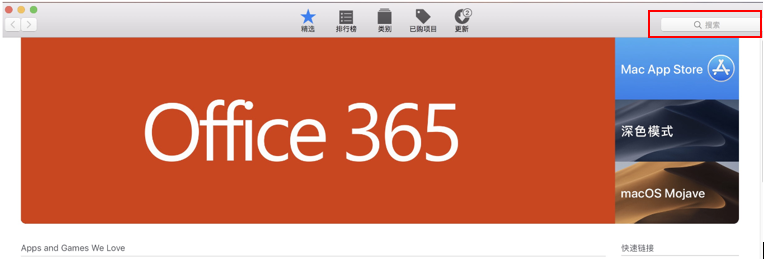 精选
排行榜
类别
已购项目
2
更新
搜索
Office 365
Mac App Store
深色模式
macOS Mojave
Apps and Games We Love
快速链接